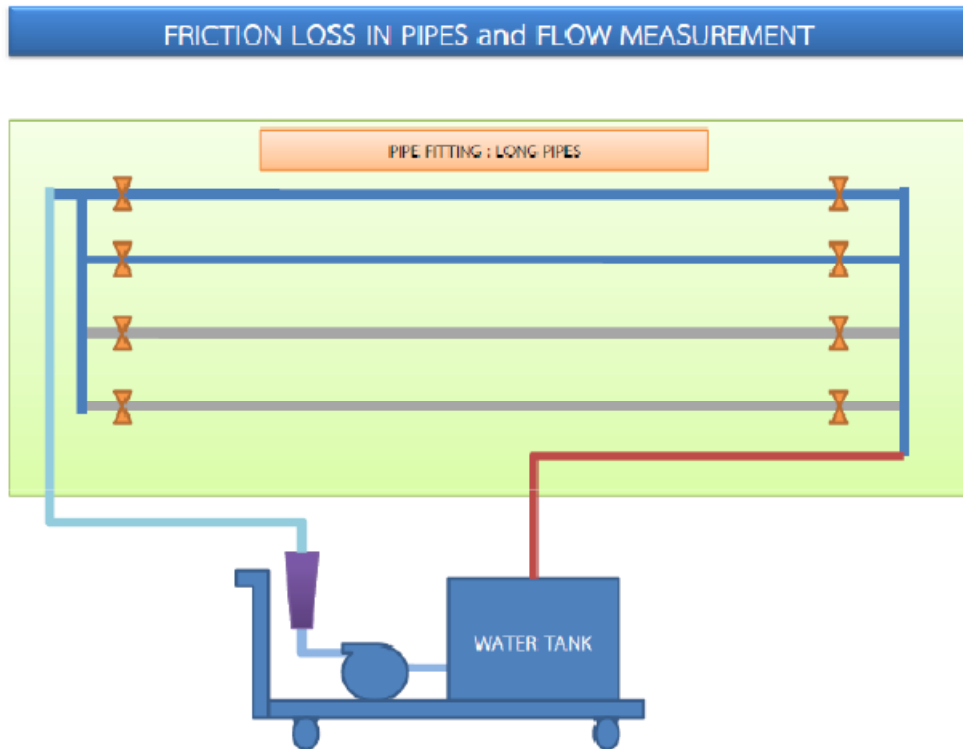 FRICTION LOSS IN PIPES and FLOW MEASUREMENT
PIPE FITTING : LONG PIPES
WATER TANK